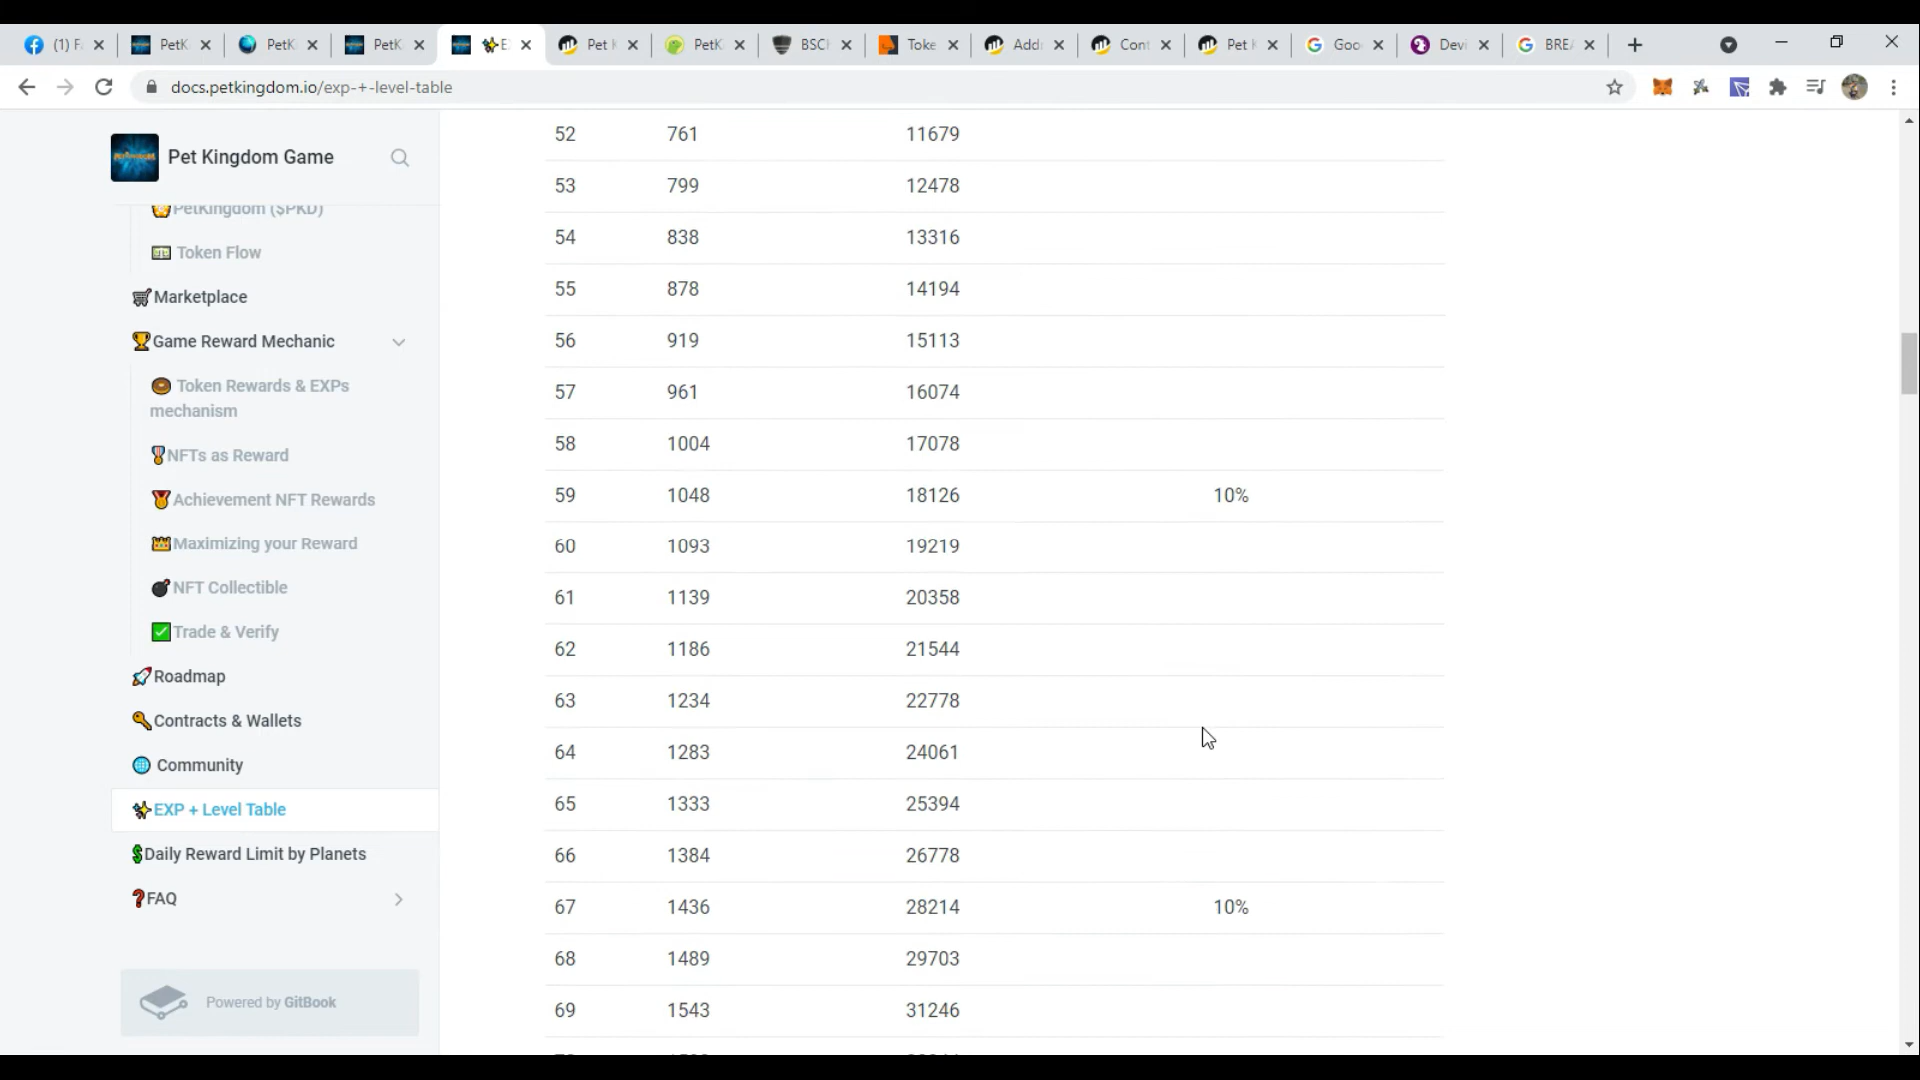 (1) F
PetK
PetK
PetK
E
Pet K
PetK
BSCI
Toke
Add
Cont
Pet K
Goo
Devi
BRE
docs.petkingdom.io/exp-+-level-table
Pet Kingdom Game
PetKingdom ($PKD)
Token Flow
Marketplace
Game Reward Mechanic
Token Rewards & EXPs
mechanism
NFTs as Reward
Achievement NFT Rewards
Maximizing your Reward
NFT Collectible
Trade & Verify
Roadmap
Contracts & Wallets
Community
EXP + Level Table
Daily Reward Limit by Planets
FAQ
Powered by GitBook
52 761 11679
53 799 12478
54 838 13316
55 878 14194
56 919 15113
57 961 16074
58 1004 17078
59 1048 18126 10%
60 1093 19219
61 1139 20358
62 1186 21544
63 1234 22778
64 1283 24061
65 1333 25394
66 1384 26778
67 1436 28214 10%
68 1489 29703
69 1543 31246